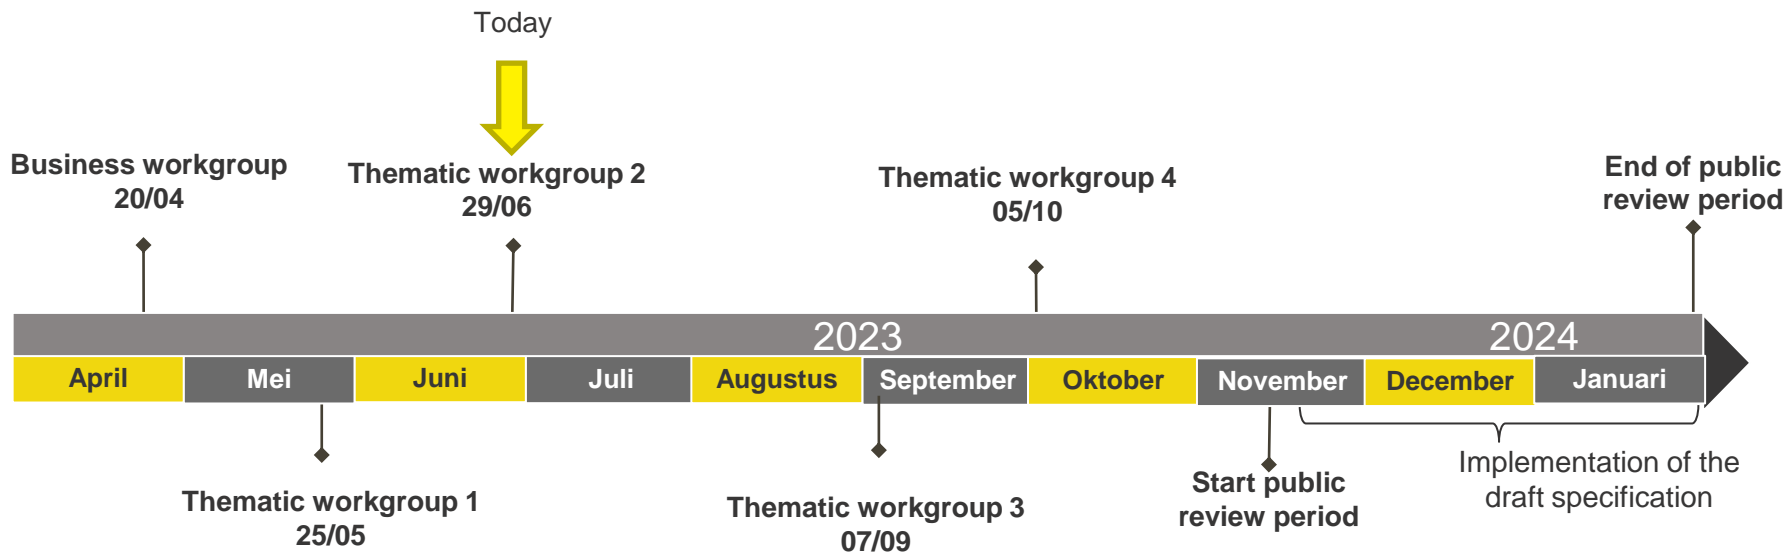 Today
Business workgroup
20/04
Thematic workgroup 2
29/06
Thematic workgroup 4
05/10
End of public
review period
2023
2024
April
Mei
Juni
Juli
Augustus
September
Oktober
November
December
Januari
Thematic workgroup 1
25/05
Thematic workgroup 3
07/09
Start public
review period
Implementation of the
draft specification